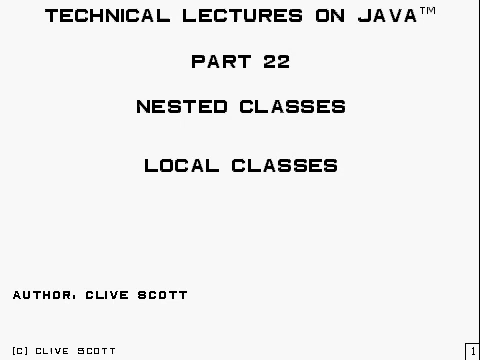 TECHNICAL LECTURES ON JAVA™
PART 22
NESTED CLASSES
LOCAL CLASSES
AUTHOR: CLIVE SCOTT
(C) CLIVE SCOTT
1